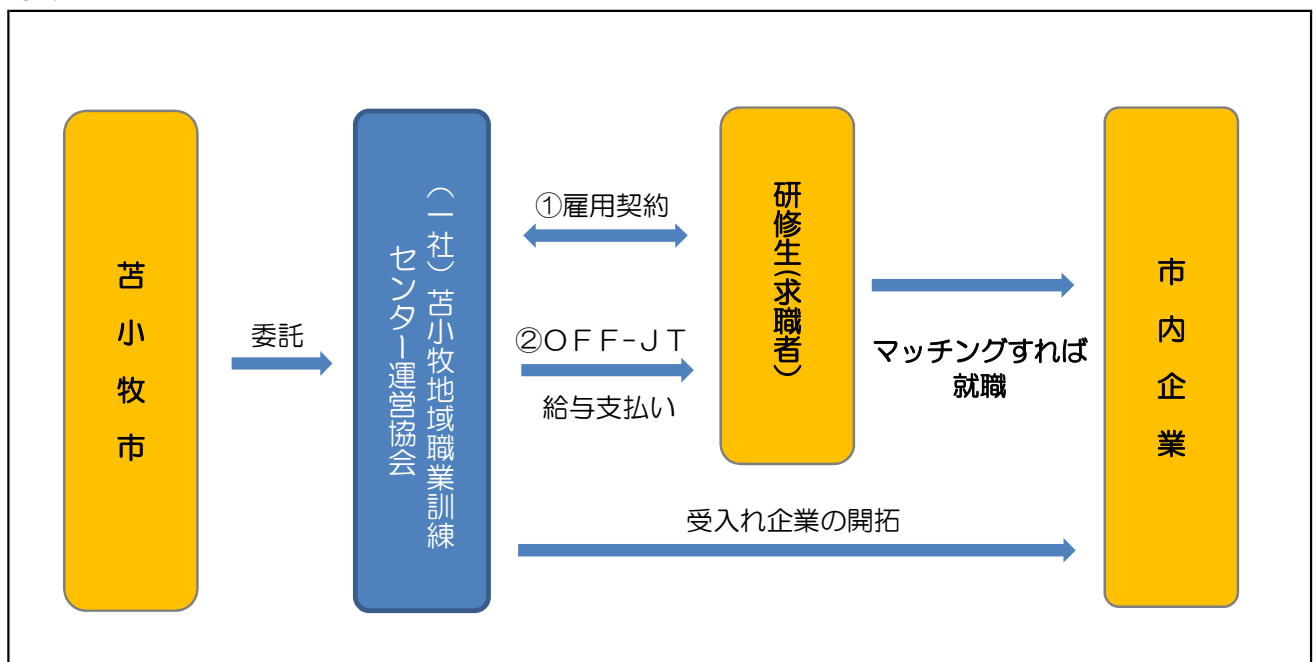 苫小牧市
委託
（一社）苫小牧地域職業訓練
センター運営協会
①雇用契約
②ＯＦＦ-ＪＴ
給与支払い
研修生(求職者)
マッチングすれば
就職
受入れ企業の開拓
市内企業